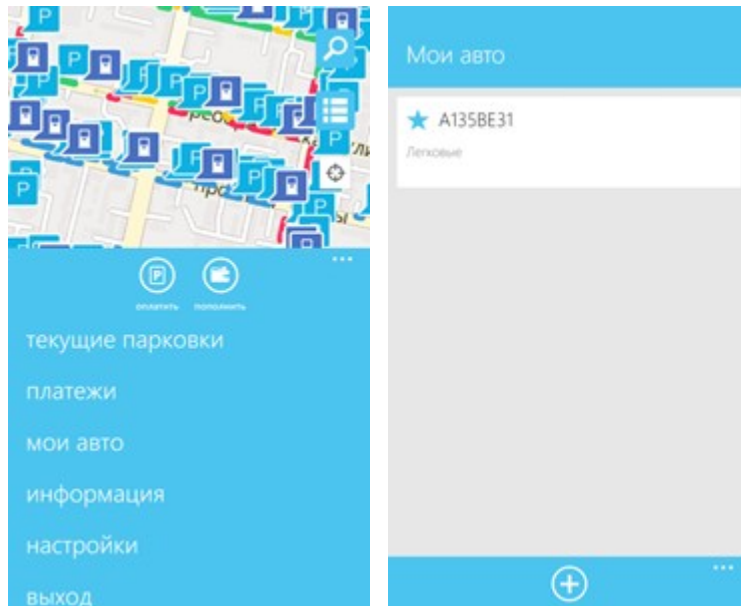 оплатить пополнить
текущие парковки
платежи
мои авто
информация
настройки
выход
Мои авто
A135BE31
Легковые